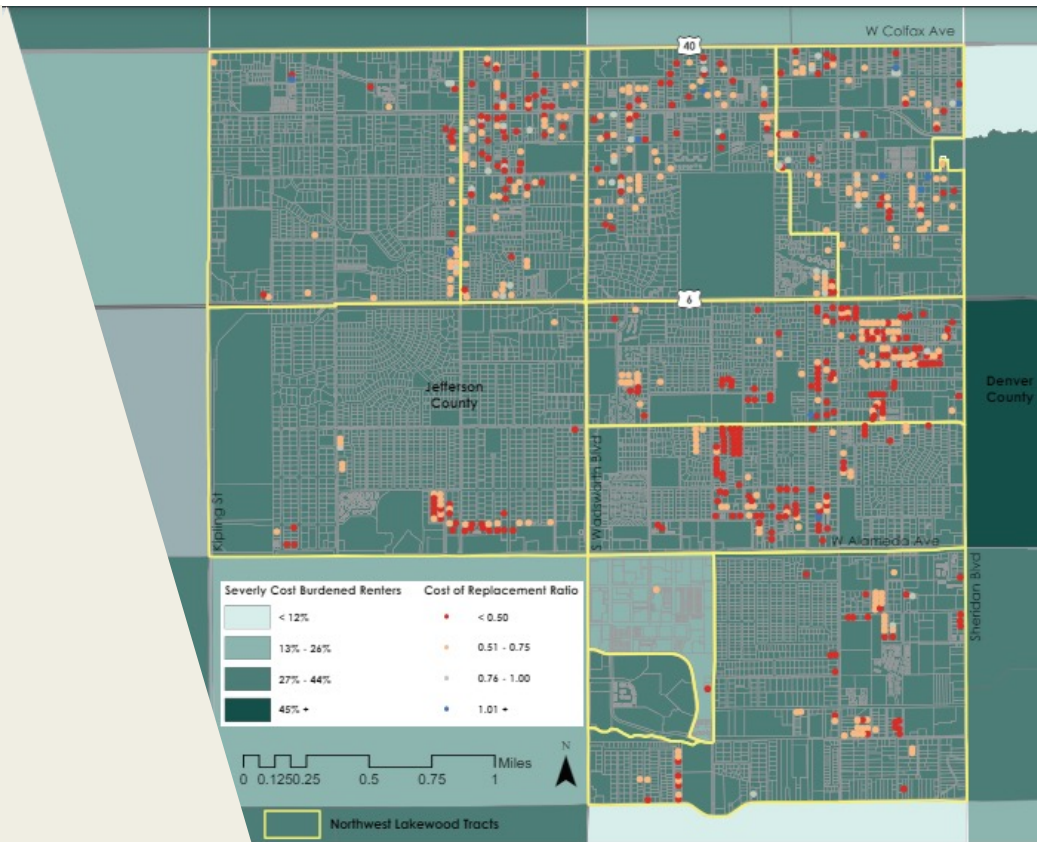 W Colfax Ave
40
6
Jefferson
County
Denver
County
Kipling St
S Wadsworth Blvd
W Alameda Ave
Sheridan Blvd
Severly Cost Burdened Renters
< 12%
13% - 26%
27% - 44%
45% +
Cost of Replacement Ratio
< 0.50
0.51 - 0.75
0.76 - 1.00
1.01 +
Miles
0 0.1250.25 0.5 0.75 1
N
Northwest Lakewood Tracts